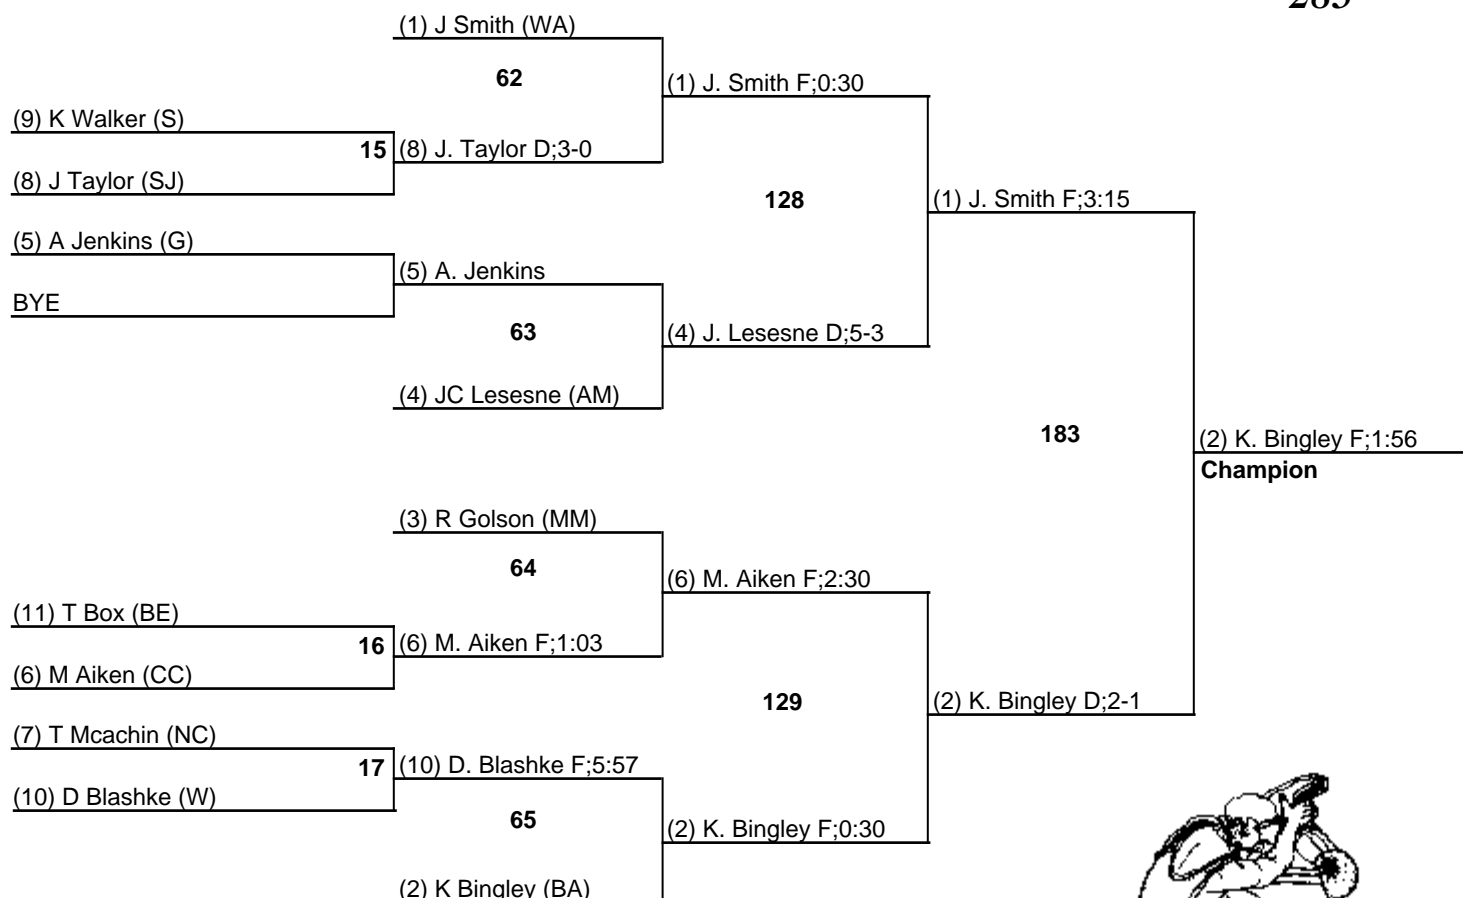 285
(1) J Smith (WA)
62
(1) J. Smith F;0:30
(9) K Walker (S)
15
(8) J. Taylor D;3-0
(8) J Taylor (SJ)
128
(1) J. Smith F;3:15
(5) A Jenkins (G)
(5) A. Jenkins
BYE
63
(4) J. Lesesne D;5-3
(4) JC Lesesne (AM)
183
(2) K. Bingley F;1:56
Champion
(3) R Golson (MM)
64
(6) M. Aiken F;2:30
(11) T Box (BE)
16
(6) M. Aiken F;1:03
(6) M Aiken (CC)
129
(2) K. Bingley D;2-1
(7) T Mcachin (NC)
17
(10) D. Blashke F;5:57
(10) D Blashke (W)
65
(2) K. Bingley F;0:30
(2) K Bingley (BA)